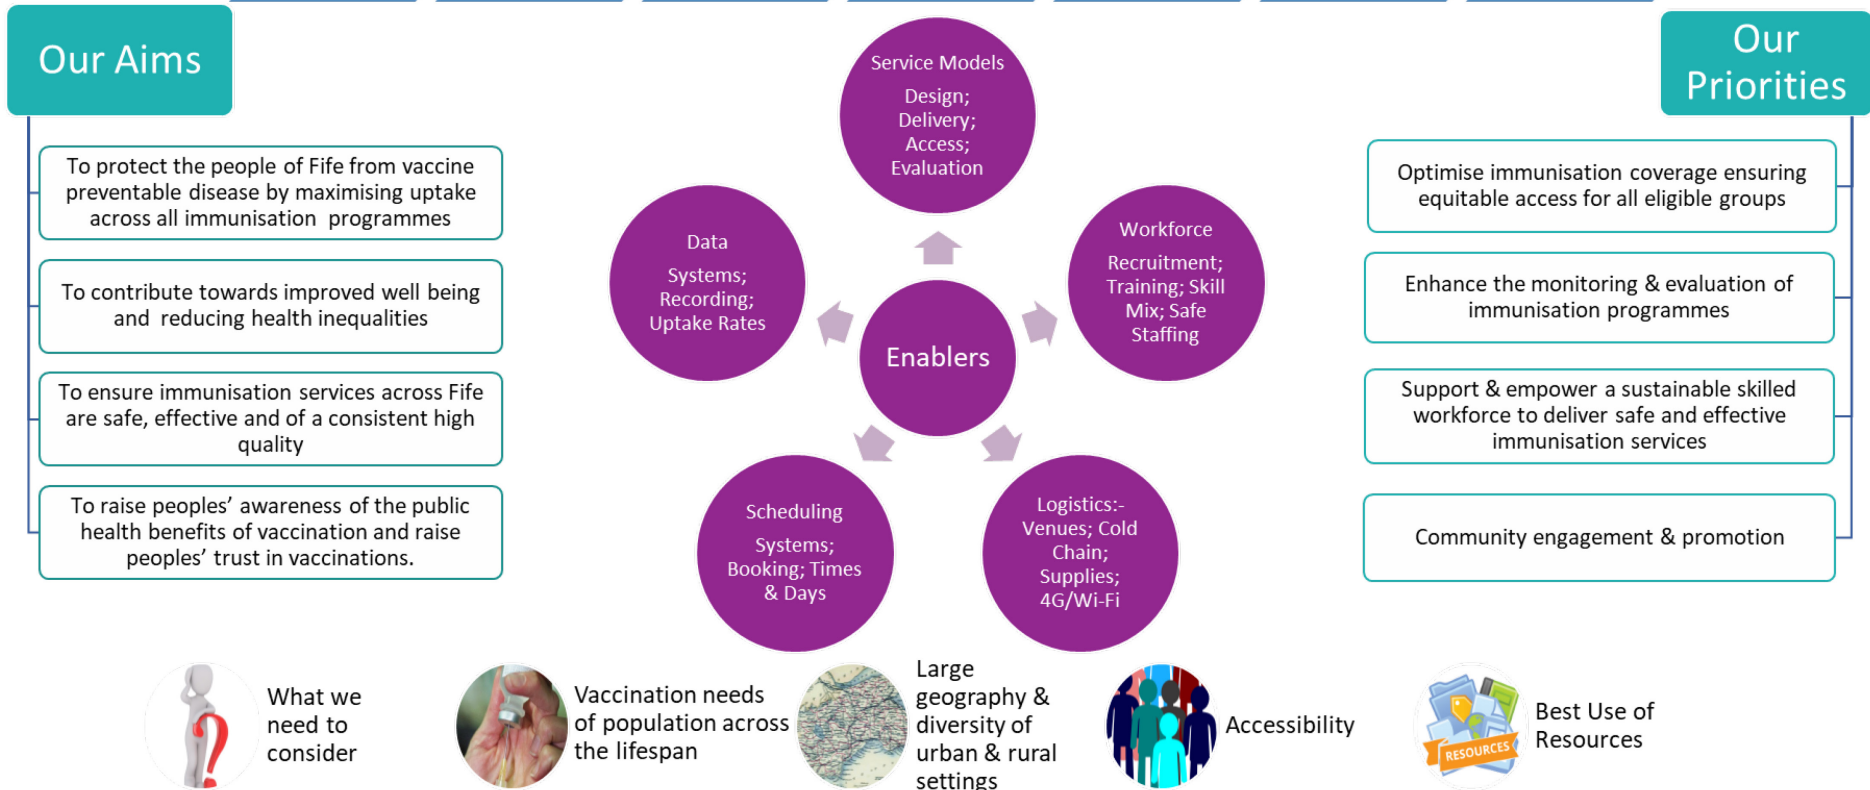 Our Aims
To protect the people of Fife from vaccine
preventable disease by maximising uptake
across all immunisation programmes
To contribute towards improved well being
and reducing health inequalities
To ensure immunisation services across Fife
are safe, effective and of a consistent high
quality
To raise peoples’ awareness of the public
health benefits of vaccination and raise
peoples’ trust in vaccinations.
Service Models
Design;
Delivery;
Access;
Evaluation
Data
Systems;
Recording;
Uptake Rates
Workforce
Recruitment;
Training; Skill
Mix; Safe
Staffing
Enablers
Scheduling
Systems;
Booking; Times
& Days
Logistics:-
Venues; Cold
Chain;
Supplies;
4G/Wi-Fi
Our
Priorities
Optimise immunisation coverage ensuring
equitable access for all eligible groups
Enhance the monitoring & evaluation of
immunisation programmes
Support & empower a sustainable skilled
workforce to deliver safe and effective
immunisation services
Community engagement & promotion
What we
need to
consider
Vaccination needs
of population across
the lifespan
Large
geography &
diversity of
urban & rural
settings
Accessibility
RESOURCES
Best Use of
Resources